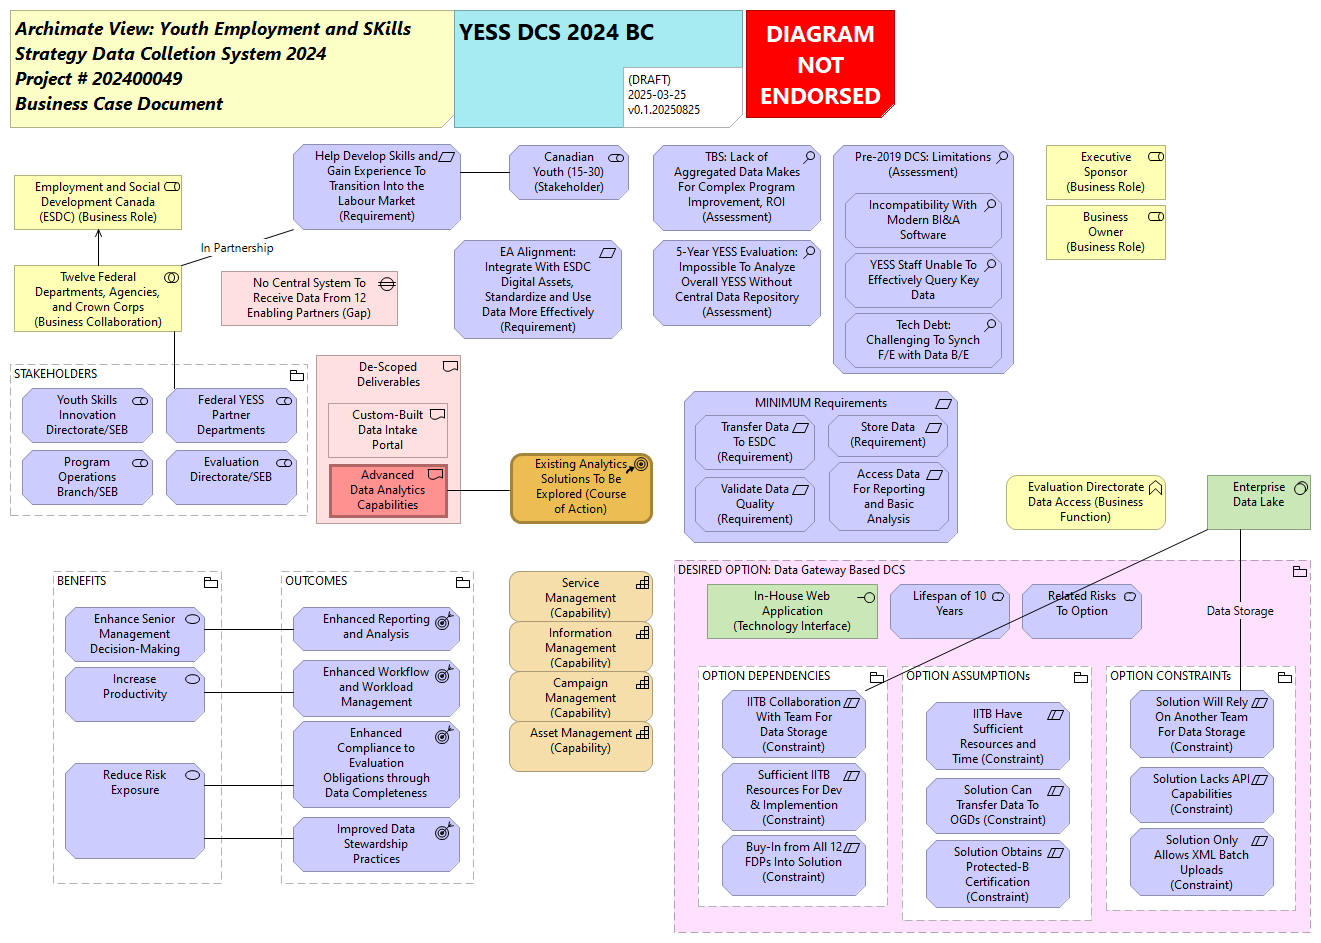 Archimate View: Youth Employment and SKills
Strategy Data Colletion System 2024
Project # 202400049
Business Case Document
YESS DCS 2024 BC
(DRAFT)
2025-03-25
v0.1.20250825
DIAGRAM
NOT
ENDORSED
Employment and Social
Development Canada
(ESDC) (Business Role)
Help Develop Skills and
Gain Experience To
Transition Into the
Labour Market
(Requirement)
Canadian
Youth (15-30)
(Stakeholder)
TBS: Lack of
Aggregated Data Makes
For Complex Program
Improvement, ROI
(Assessment)
Pre-2019 DCS: Limitations
(Assessment)
Incompatibility With
Modern BI&A
Software
YESS Staff Unable To
Effectively Query Key
Data
Tech Debt:
Challenging To Synch
F/E with Data B/E
Executive
Sponsor
(Business Role)
Business
Owner
(Business Role)
In Partnership
Twelve Federal
Departments, Agencies,
and Crown Corps
(Business Collaboration)
No Central System To
Receive Data From 12
Enabling Partners (Gap)
EA Alignment:
Integrate With ESDC
Digital Assets,
Standardize and Use
Data More Effectively
(Requirement)
5-Year YESS Evaluation:
Impossible To Analyze
Overall YESS Without
Central Data Repository
(Assessment)
STAKEHOLDERS
Youth Skills
Innovation
Directorate/SEB
Federal YESS
Partner
Departments
Program
Operations
Branch/SEB
Evaluation
Directorate/SEB
De-Scoped
Deliverables
Custom-Built
Data Intake
Portal
Advanced
Data Analytics
Capabilities
Existing Analytics
Solutions To Be
Explored (Course
of Action)
MINIMUM Requirements
Transfer Data
To ESDC
(Requirement)
Store Data
(Requirement)
Validate Data
Quality
(Requirement)
Access Data
For Reporting
and Basic
Analysis
Evaluation Directorate
Data Access (Business
Function)
Enterprise
Data Lake
BENEFITS
Enhance Senior
Management
Decision-Making
Increase
Productivity
Reduce Risk
Exposure
OUTCOMES
Enhanced Reporting
and Analysis
Enhanced Workflow
and Workload
Management
Enhanced
Compliance to
Evaluation
Obligations through
Data Completeness
Improved Data
Stewardship
Practices
Service
Management
(Capability)
Information
Management
(Capability)
Campaign
Management
(Capability)
Asset Management
(Capability)
DESIRED OPTION: Data Gateway Based DCS
In-House Web
Application
(Technology Interface)
Lifespan of 10
Years
Related Risks
To Option
Data Storage
OPTION DEPENDENCIES
IITB Collaboration
With Team For
Data Storage
(Constraint)
Sufficient IITB
Resources For Dev
& Implemention
(Constraint)
Buy-In from All 12
FDPs Into Solution
(Constraint)
OPTION ASSUMPTIONs
IITB Have
Sufficient
Resources and
Time (Constraint)
Solution Can
Transfer Data To
OGDs (Constraint)
Solution Obtains
Protected-B
Certification
(Constraint)
OPTION CONSTRAINTs
Solution Will Rely
On Another Team
For Data Storage
(Constraint)
Solution Lacks API
Capabilities
(Constraint)
Solution Only
Allows XML Batch
Uploads
(Constraint)